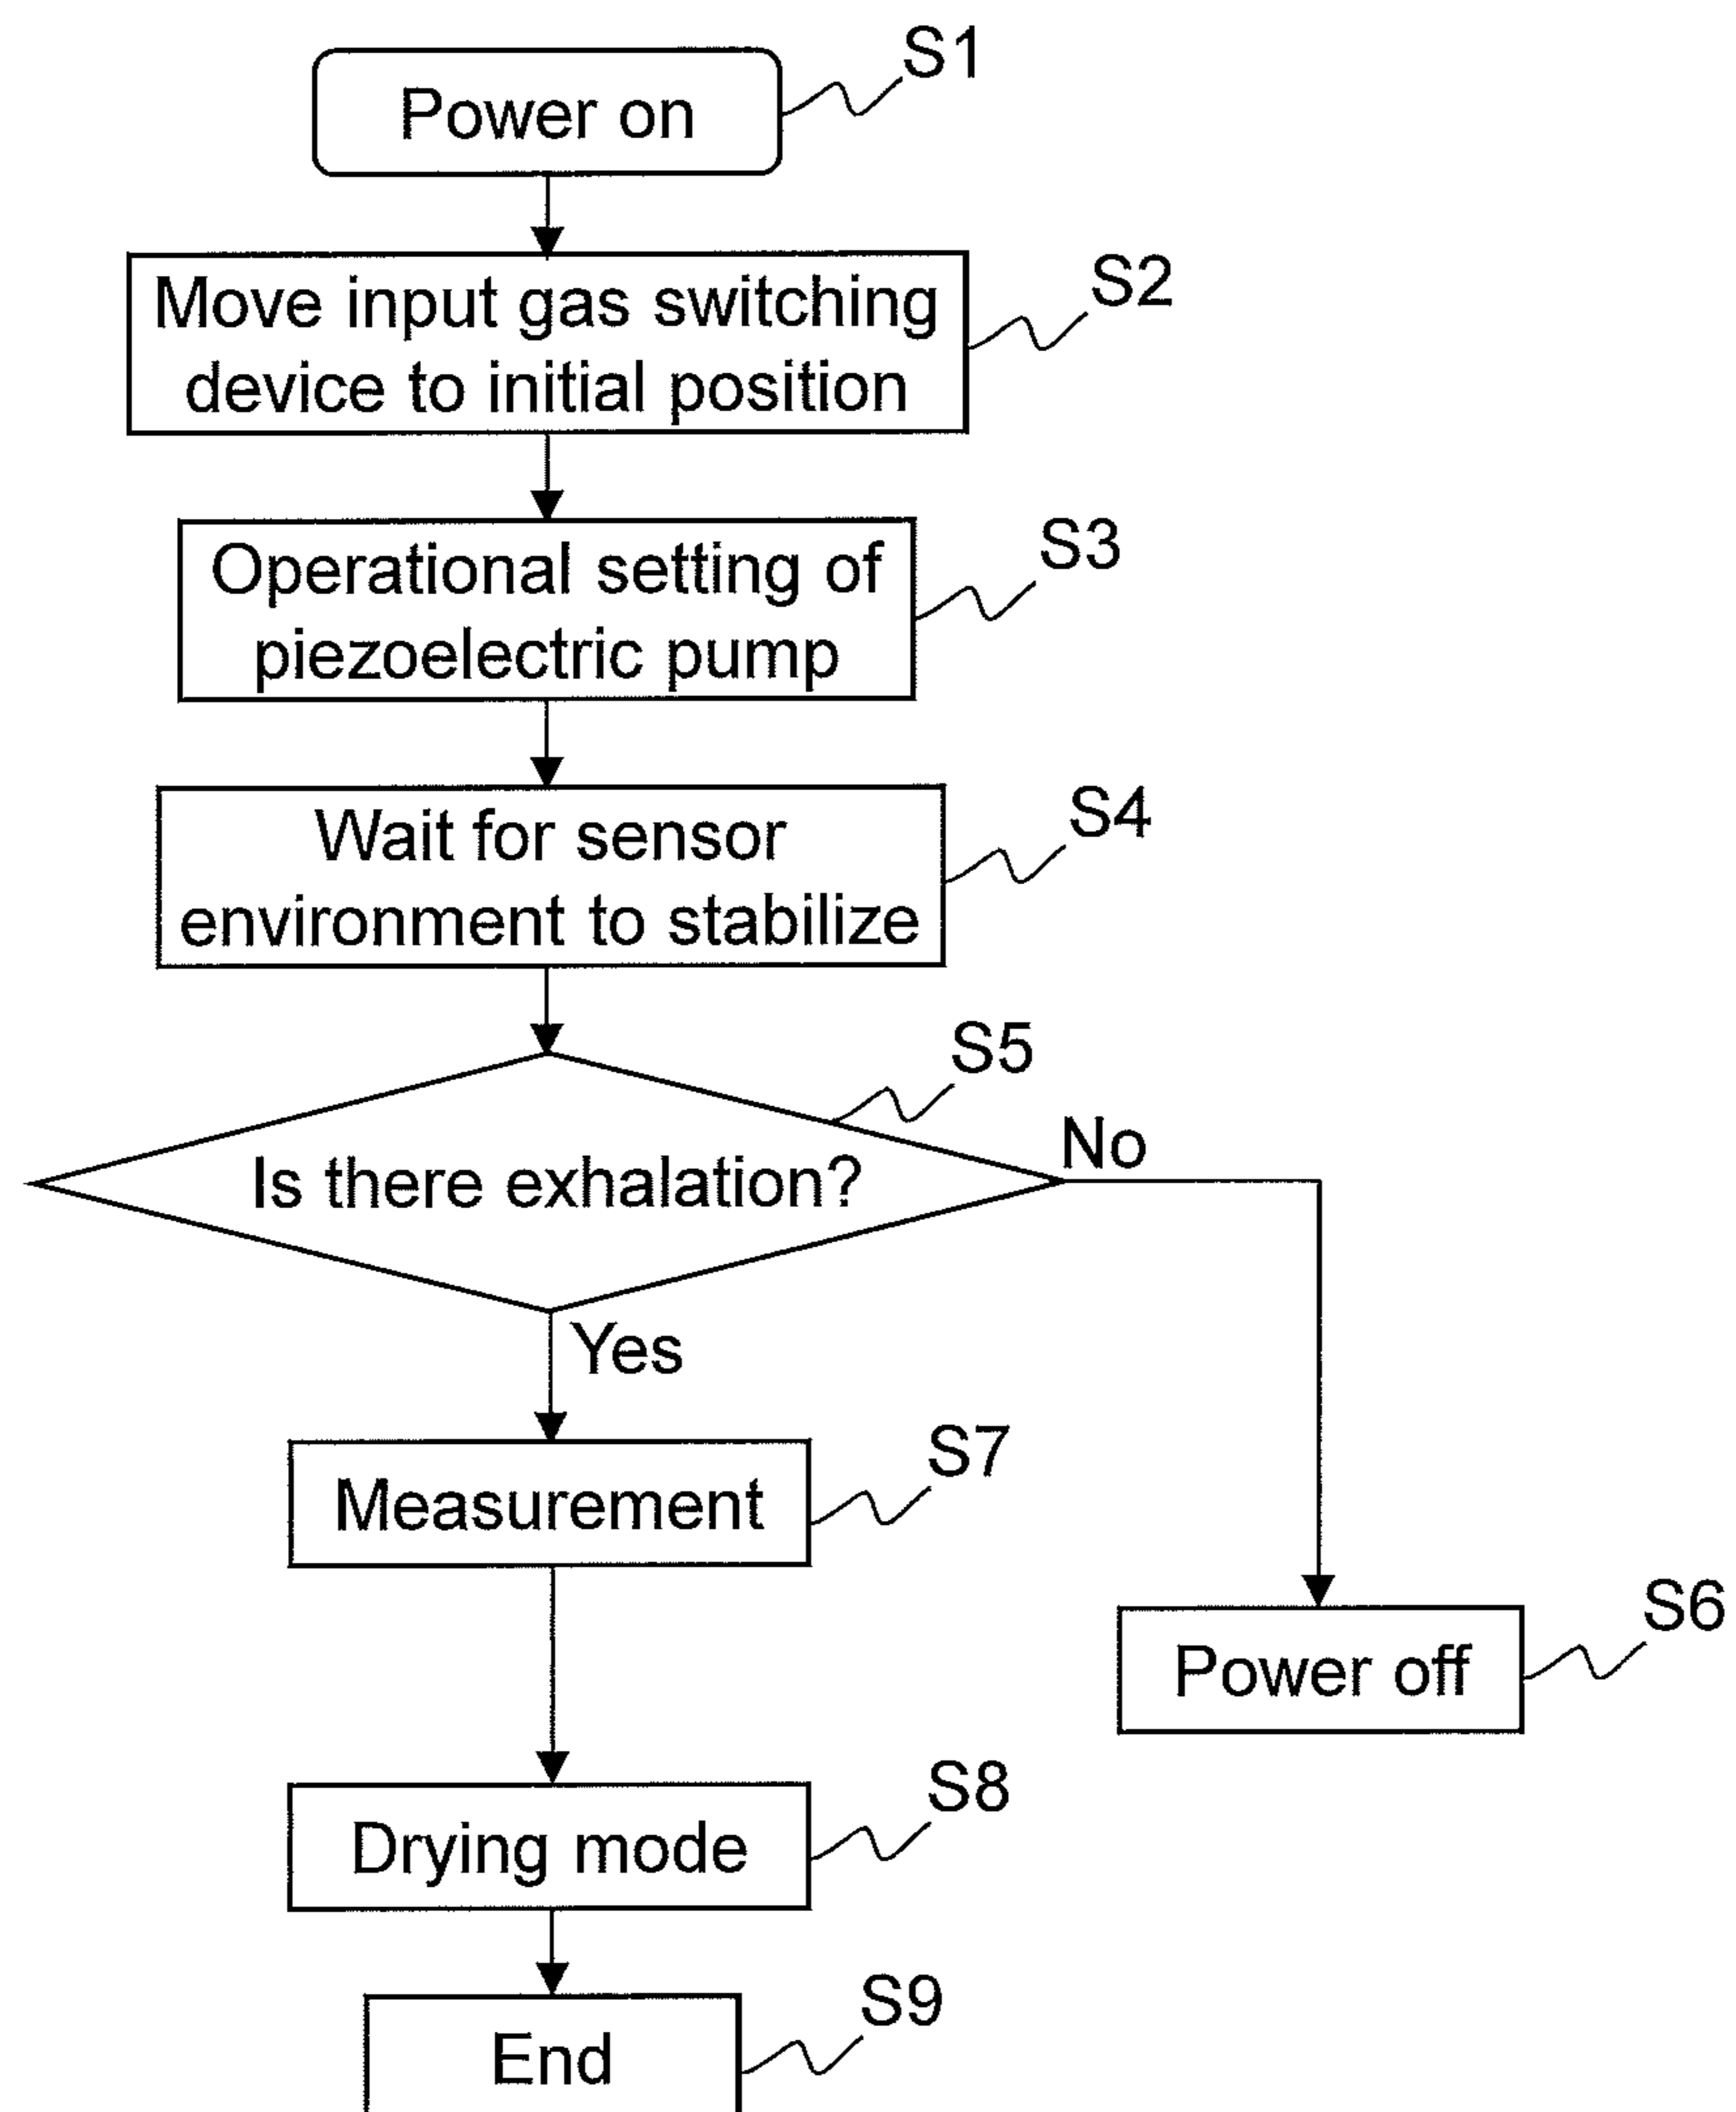 Power on
S1
Move input gas switching
device to initial position
S2
Operational setting of
piezoelectric pump
S3
Wait for sensor
environment to stabilize
S4
Is there exhalation?
S5
No
Yes
Measurement
S7
Power off
S6
Drying mode
S8
End
S9